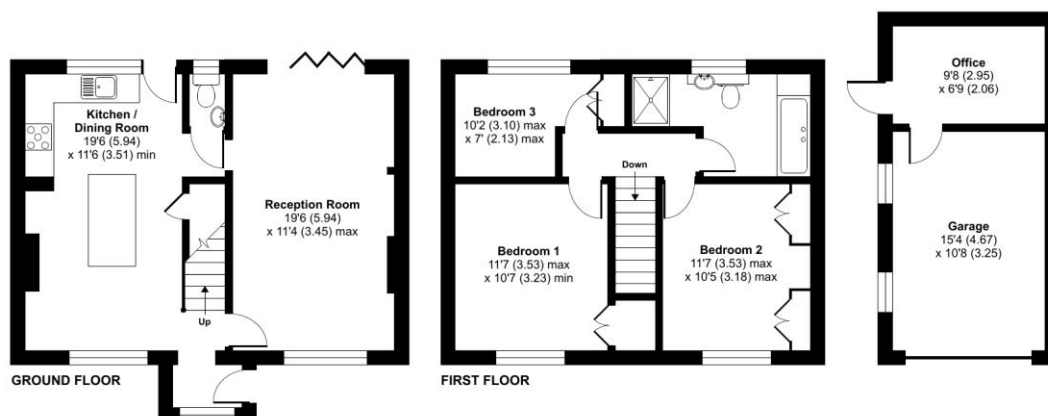 Kitchen /
Dining Room
19'6 (5.94)
x 11'6 (3.51) min
Reception Room
19'6 (5.94)
x 11'4 (3.45) max
Up
GROUND FLOOR
Bedroom 3
10'2 (3.10) max
x 7' (2.13) max
Down
Bedroom 1
11'7 (3.53) max
x 10'7 (3.23) min
Bedroom 2
11'7 (3.53) max
x 10'5 (3.18) max
FIRST FLOOR
Office
9'8 (2.95)
x 6'9 (2.06)
Garage
15'4 (4.67)
x 10'8 (3.25)